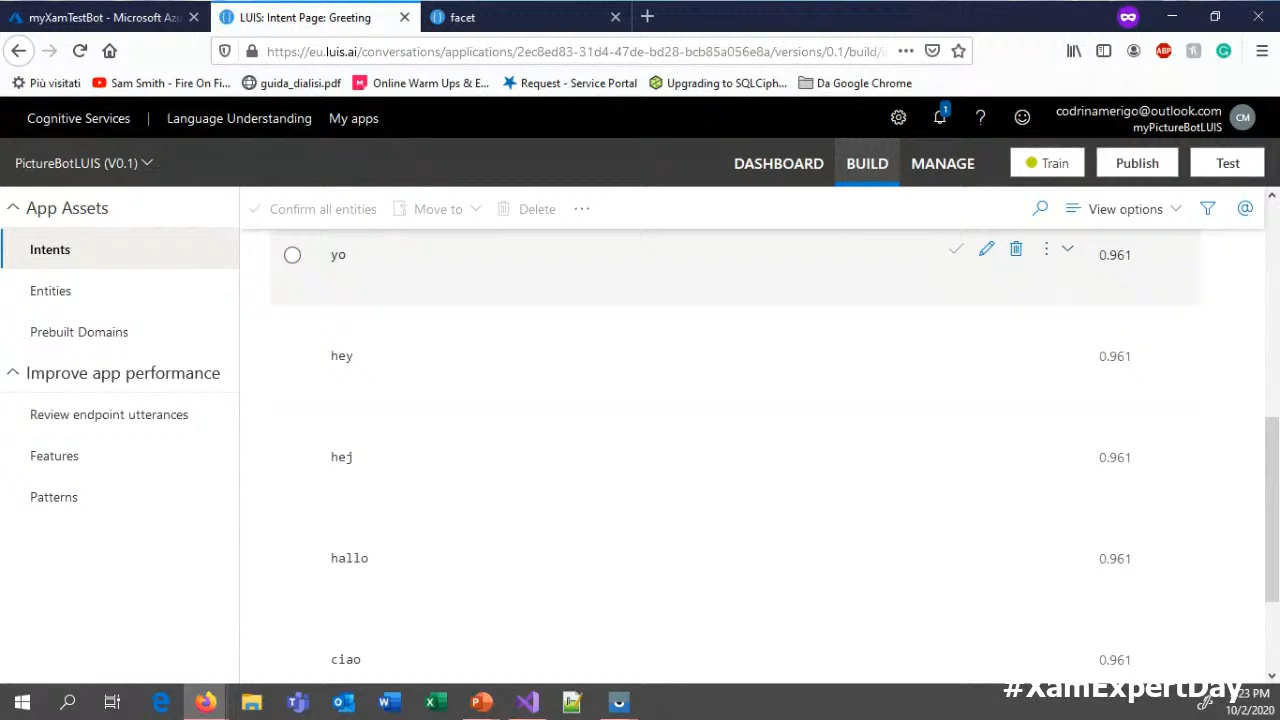 myXamTestBot - Microsoft Azu
LUIS: Intent Page: Greeting
facet
https://eu.luis.ai/conversations/applications/2ec8ed83-31d4-47de-bd28-bcb85a056e8a/versions/0.1/build/i
Più visitati
Sam Smith - Fire On Fi...
guida_dialisi.pdf
Online Warm Ups & E...
Request - Service Portal
Upgrading to SQLCiph...
Da Google Chrome
Cognitive Services | Language Understanding My apps
1
codrinamerigo@outlook.com
myPictureBotLUIS
CM
PictureBotLUIS (V0.1)
DASHBOARD BUILD MANAGE Train Publish Test
App Assets
Intents
Entities
Prebuilt Domains
Improve app performance
Review endpoint utterances
Features
Patterns
Confirm all entities Move to Delete ... View options
yo 0.961
hey 0.961
hej 0.961
hallo 0.961
ciao 0.961
#XamExpertDay
:23 PM
10/2/2020